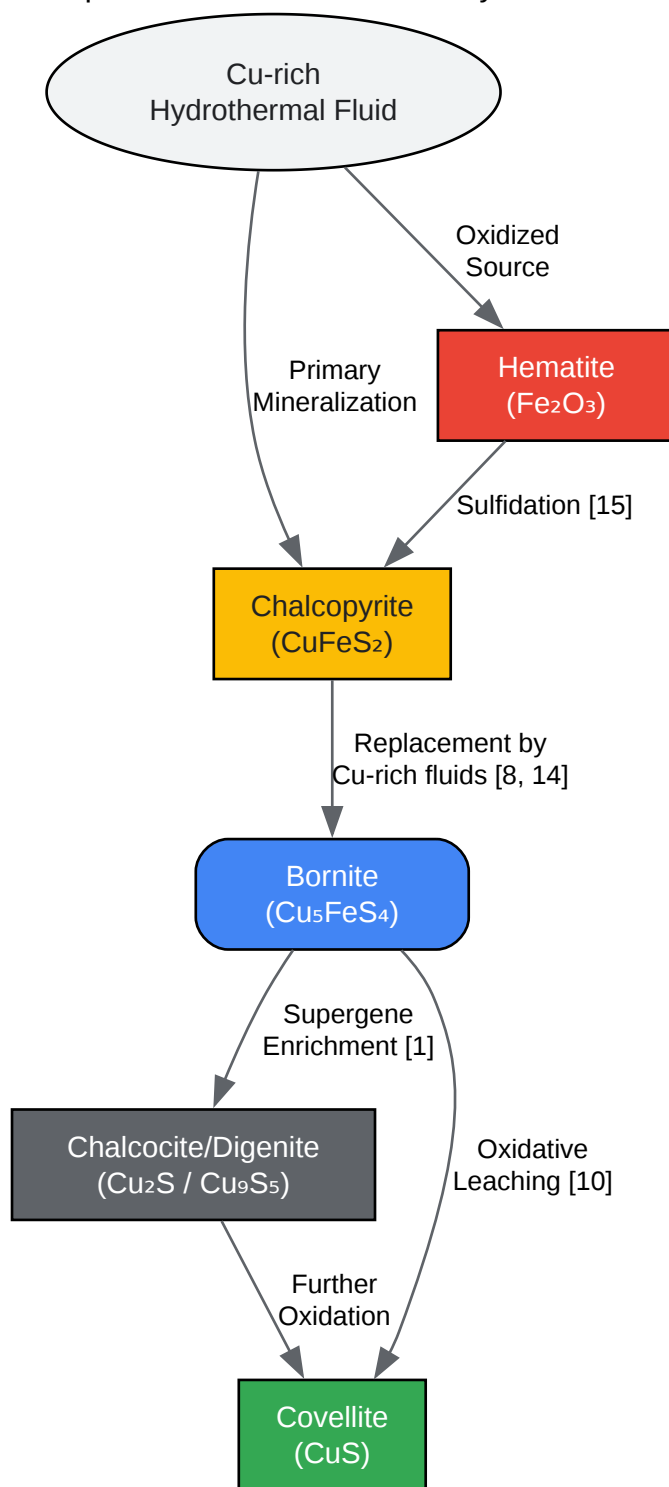 Cu-rich
Hydrothermal Fluid
Oxidized
Source
Hematite
(Fe₂O₃)
Primary
Mineralization
Sulfidation [15]
Chalcopyrite
(CuFeS₂)
Replacement by
Cu-rich fluids [8, 14]
Bornite
(Cu₅FeS₄)
Supergene
Enrichment [1]
Chalcocite/Digenite
(Cu₂S / Cu₉S₅)
Oxidative
Leaching [10]
Further
Oxidation
Covellite
(CuS)